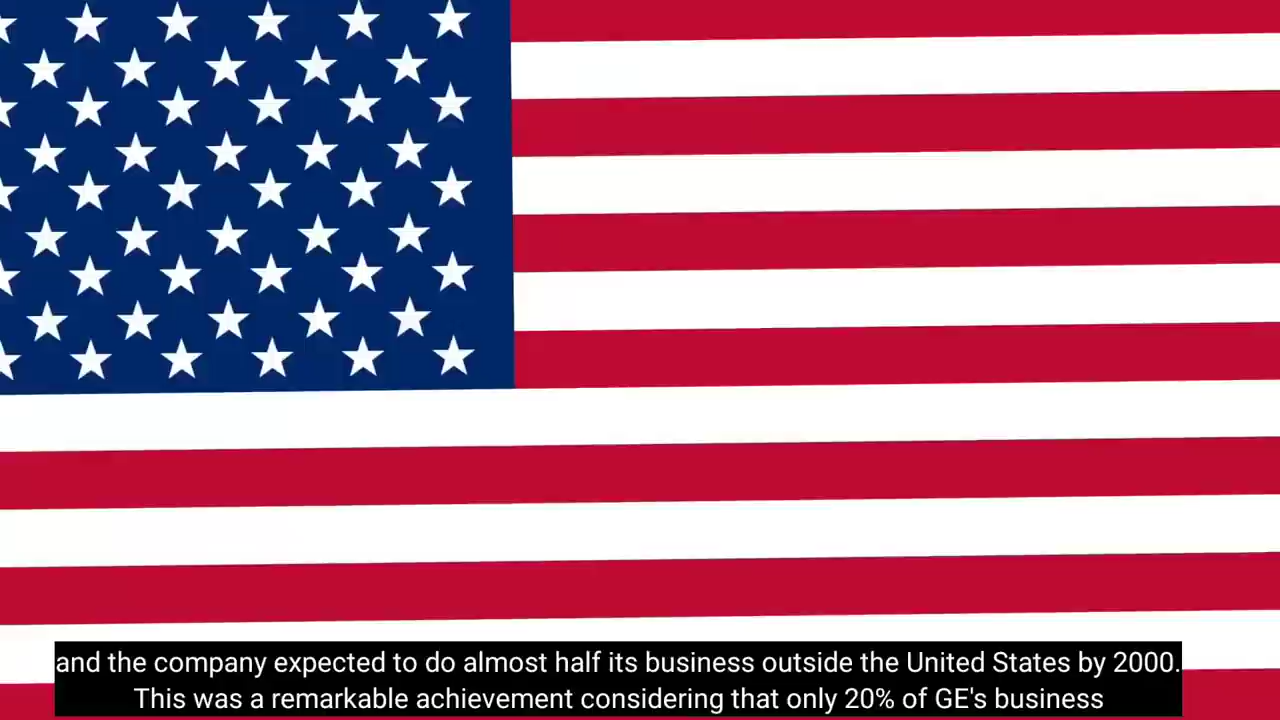 and the company expected to do almost half its business outside the United States by 2000.
This was a remarkable achievement considering that only 20% of GE's business